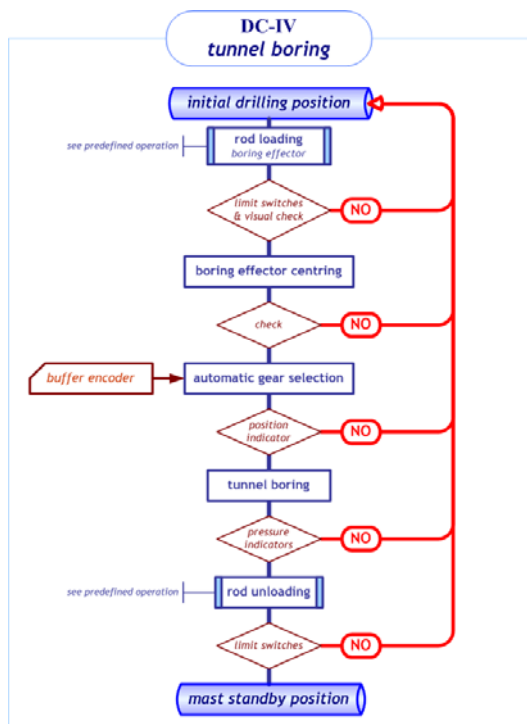 DC-IV
tunnel boring
initial drilling position
see predefined operation
rod loading
boring effector
limit switches
& visual check
NO
boring effector centring
check
NO
buffer encoder
automatic gear selection
position
indicator
NO
tunnel boring
pressure
indicators
NO
see predefined operation
rod unloading
limit switches
NO
mast standby position